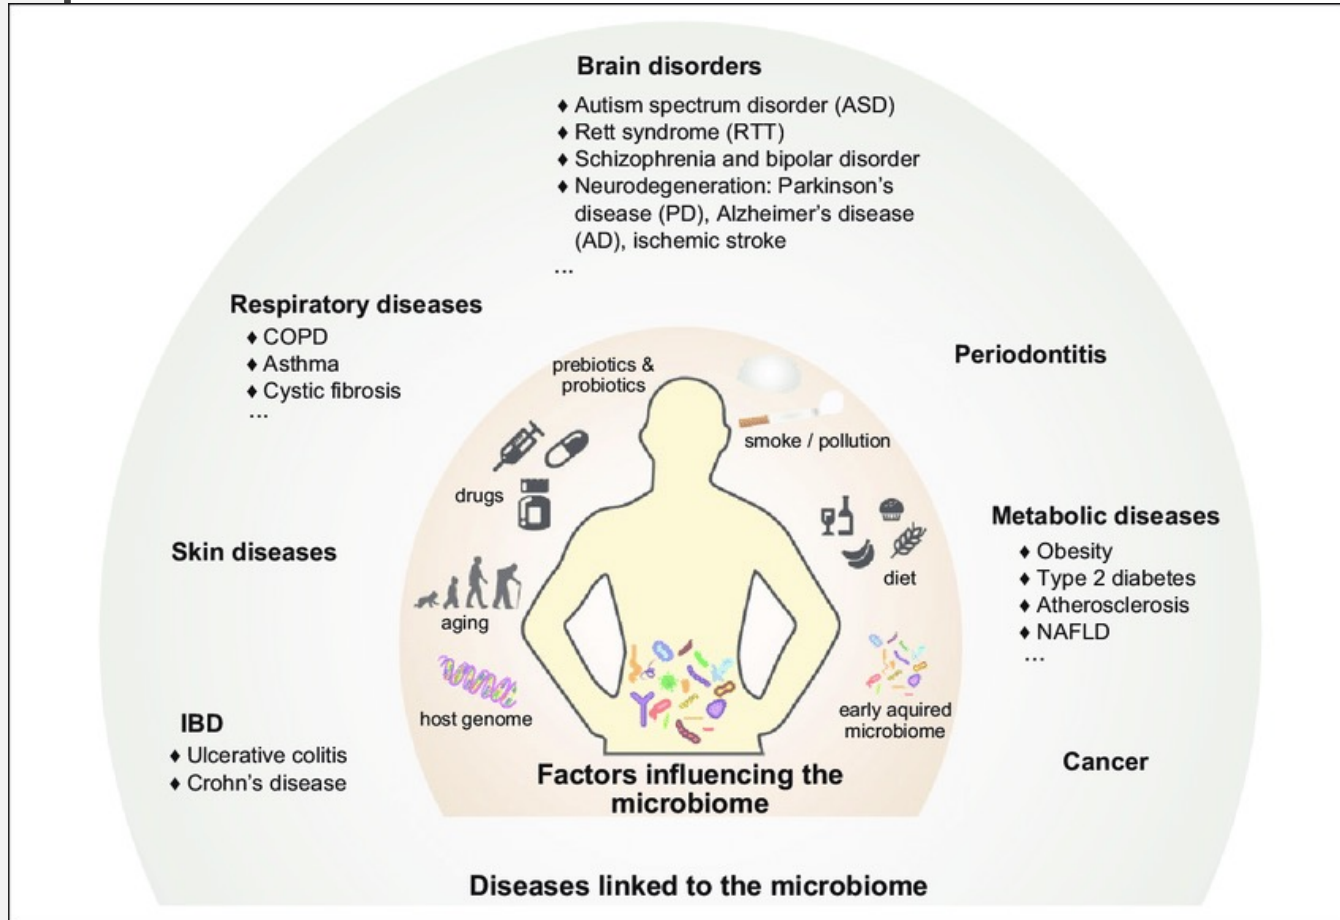 Brain disorders
♦ Autism spectrum disorder (ASD)
♦ Rett syndrome (RTT)
♦ Schizophrenia and bipolar disorder
♦ Neurodegeneration: Parkinson's
disease (PD), Alzheimer's disease
(AD), ischemic stroke
...
Respiratory diseases
♦ COPD
♦ Asthma
♦ Cystic fibrosis
...
Periodontitis
prebiotics &
probiotics
smoke / pollution
drugs
Metabolic diseases
♦ Obesity
♦ Type 2 diabetes
♦ Atherosclerosis
♦ NAFLD
...
Skin diseases
diet
aging
host genome
early aquired
microbiome
IBD
♦ Ulcerative colitis
♦ Crohn's disease
Cancer
Factors influencing the
microbiome
Diseases linked to the microbiome